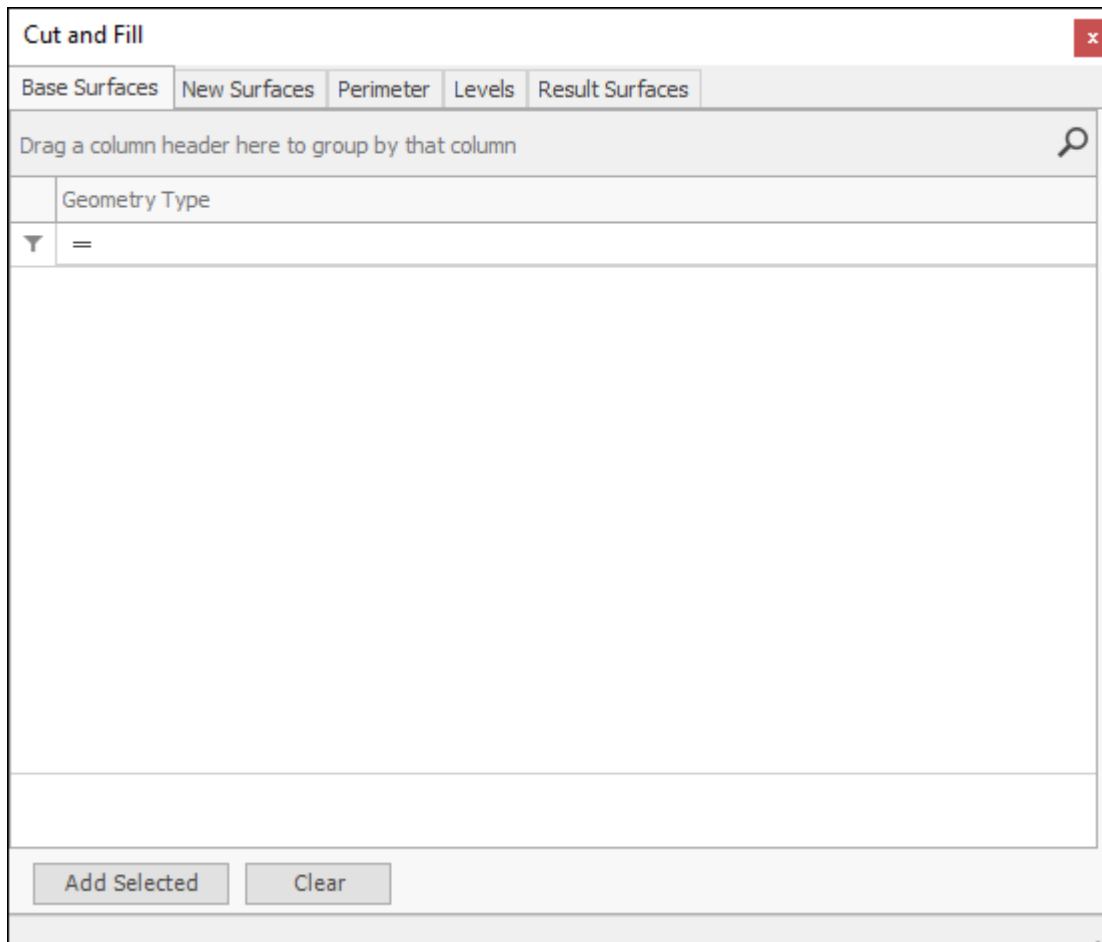 Cut and Fill
x
Base Surfaces New Surfaces Perimeter Levels Result Surfaces
Drag a column header here to group by that column
Geometry Type
=
Add Selected Clear